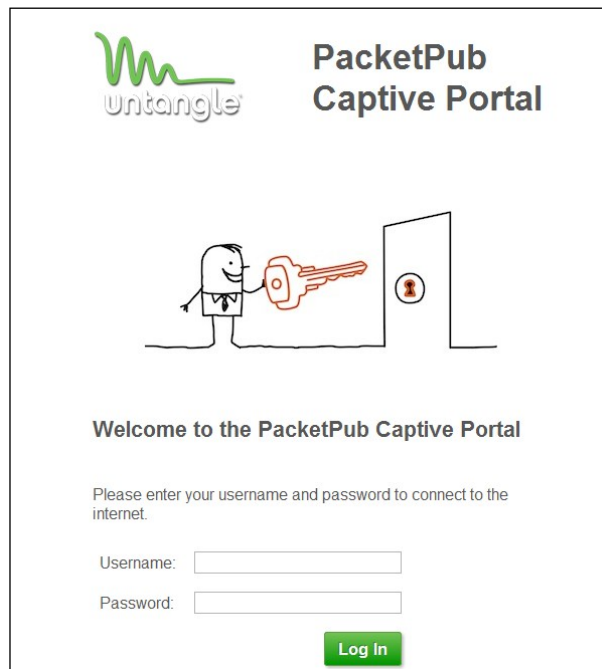 untangle
PacketPub
Captive Portal
Welcome to the PacketPub Captive Portal
Please enter your username and password to connect to the
internet.
Username:
Password:
Log In